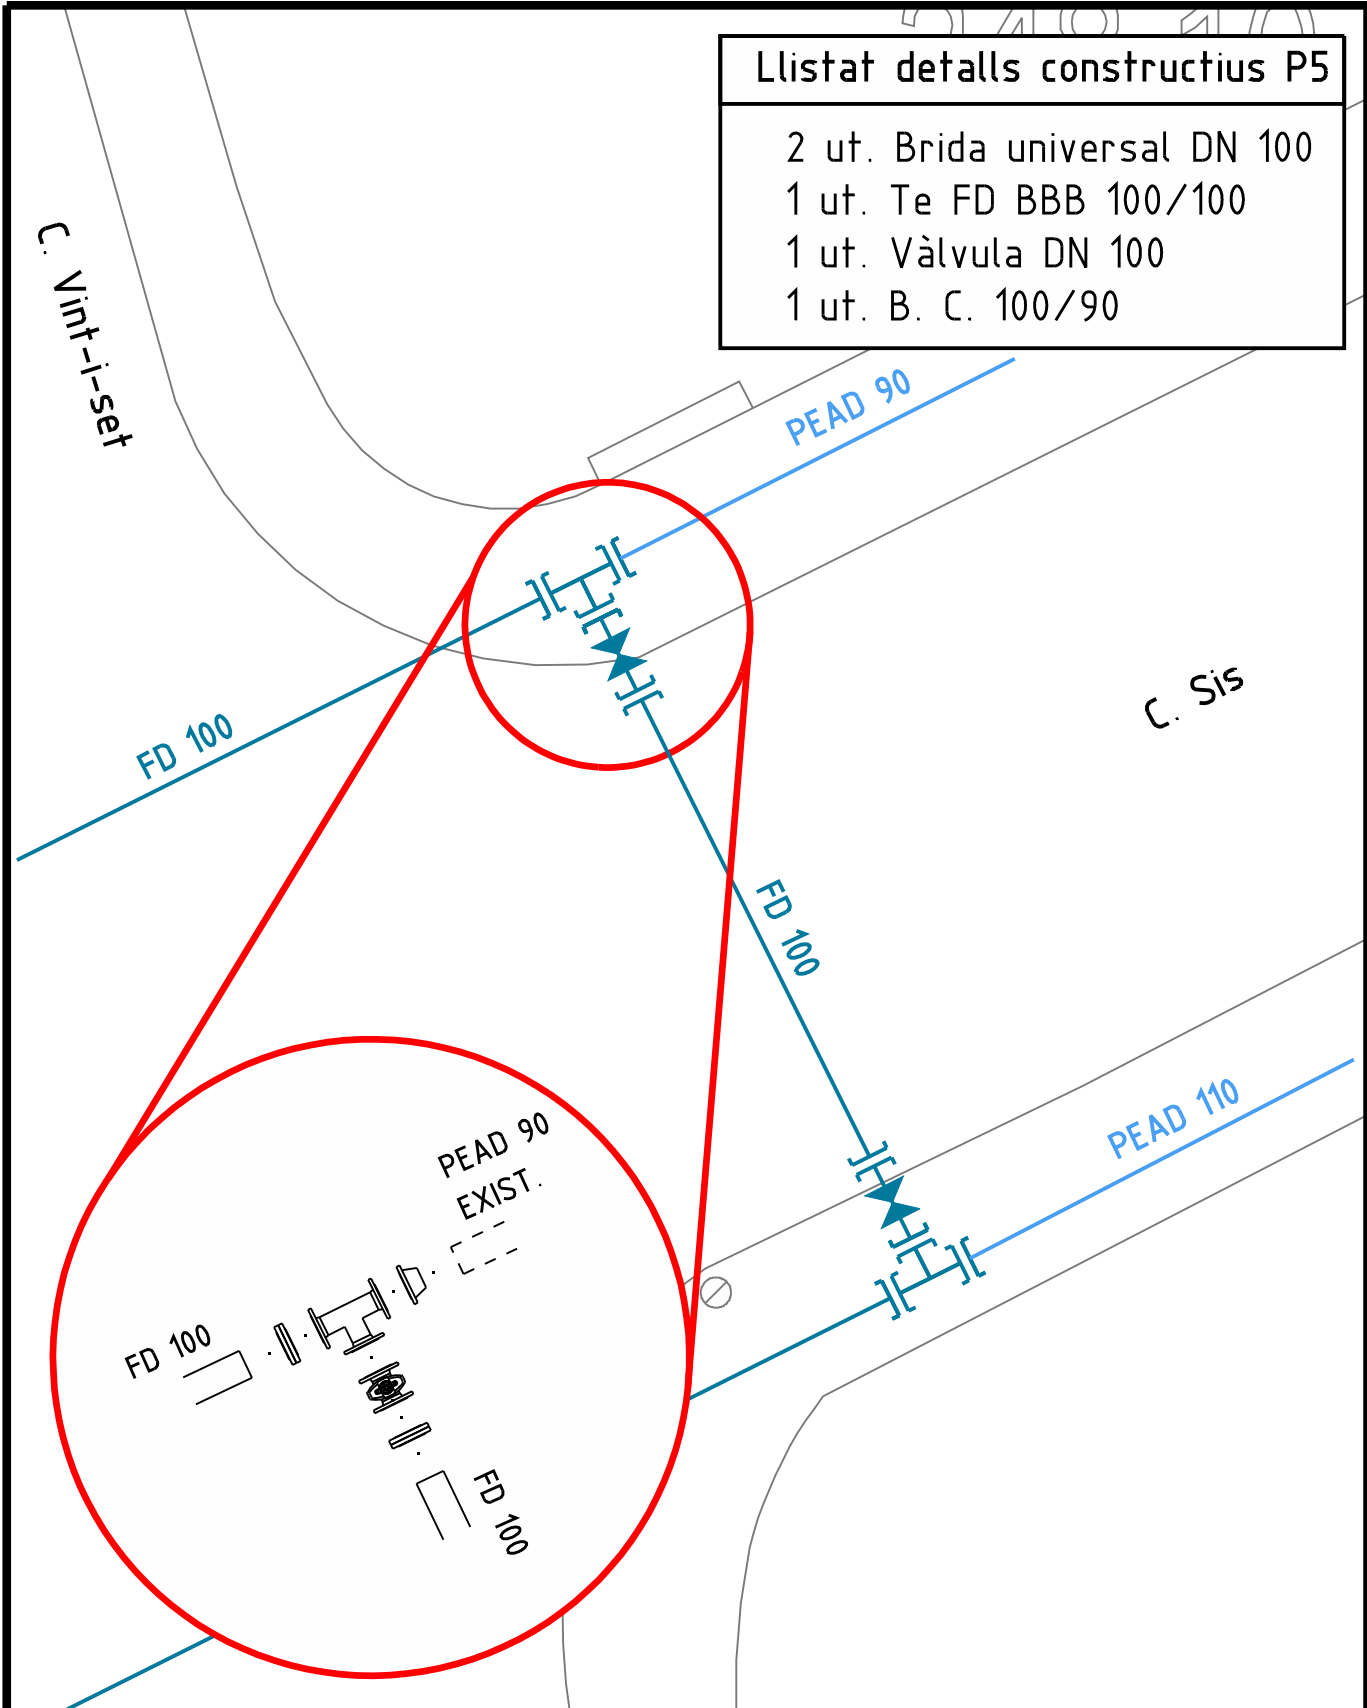 Llistat detalls constructius P5
2 ut. Brida universal DN 100
1 ut. Te FD BBB 100/100
1 ut. Vàlvula DN 100
1 ut. B. C. 100/90
C. Vint-i-set
PEAD 90
C. Sis
FD 100
FD 100
PEAD 110
PEAD 90
EXIST.
FD 100
FD 100